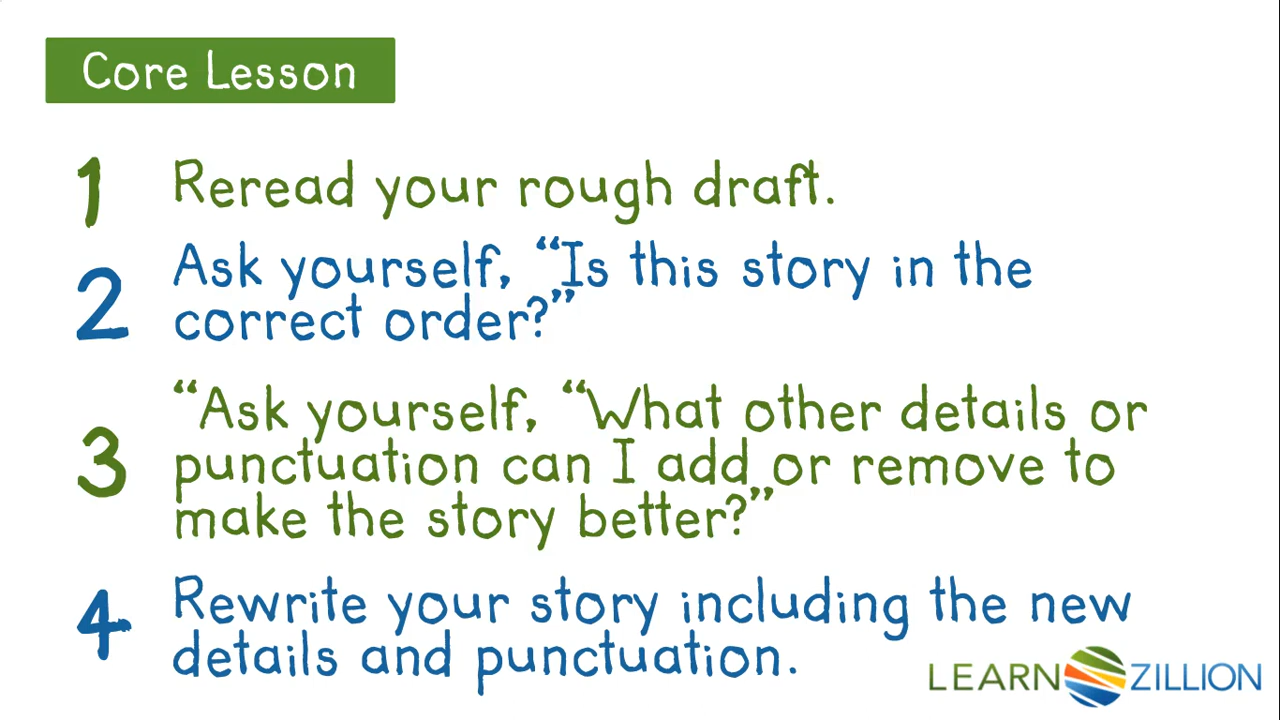 Core Lesson
1 Reread your rough draft.
2 Ask yourself, “Is this story in the
correct order?”
3 “Ask yourself, “What other details or
punctuation can I add or remove to
make the story better?”
4 Rewrite your story including the new
details and punctuation.
LEARN ZILLION